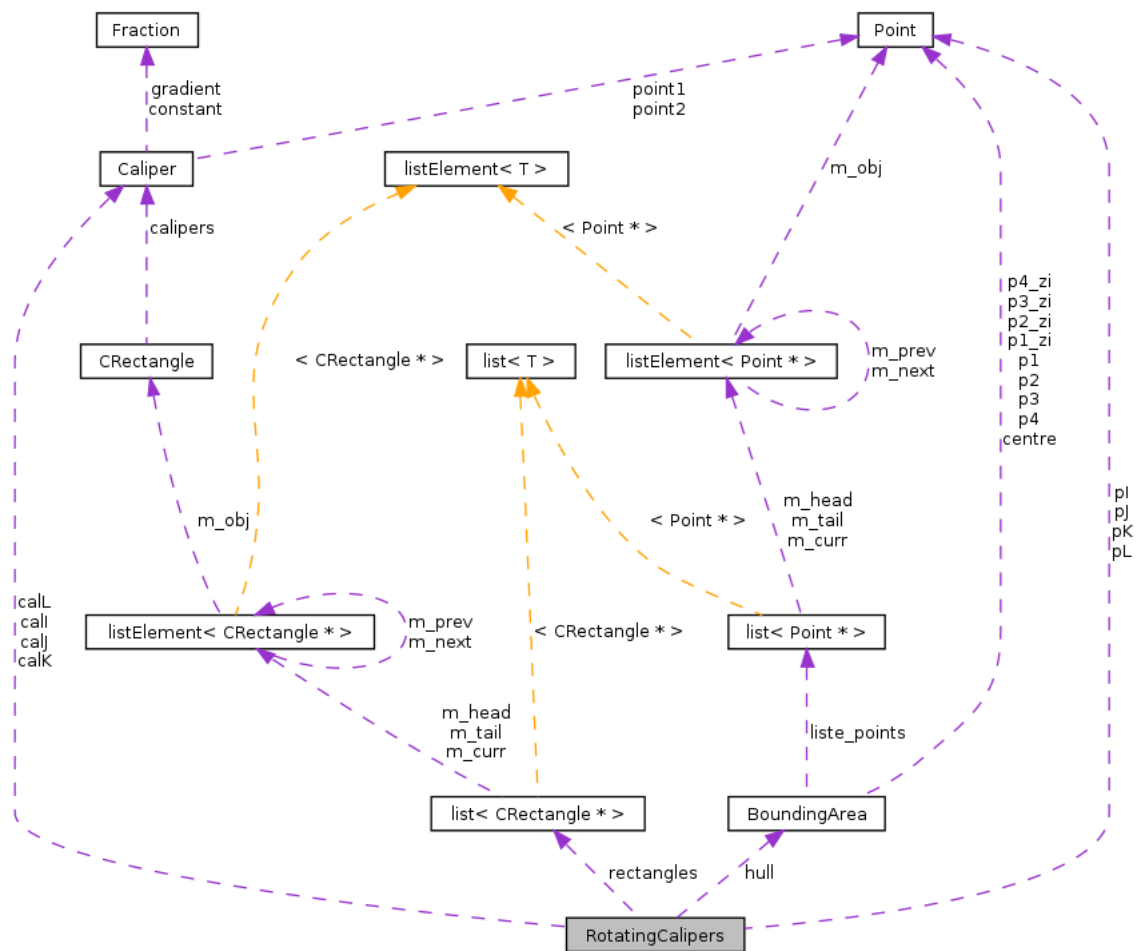 Fraction
Point
gradient
constant
point1
point2
Caliper
listElement< T >
m_obj
calipers
< Point * >
p4_zi
p3_zi
p2_zi
p1_zi
p1
p2
p3
p4
centre
CRectangle
< CRectangle * >
list< T >
listElement< Point * >
m_prev
m_next
m_obj
< Point * >
m_head
m_tail
m_curr
pI
pJ
pK
pL
calL
calI
calJ
calK
listElement< CRectangle * >
m_prev
m_next
< CRectangle * >
list< Point * >
m_head
m_tail
m_curr
liste_points
list< CRectangle * >
BoundingArea
rectangles
hull
RotatingCalipers